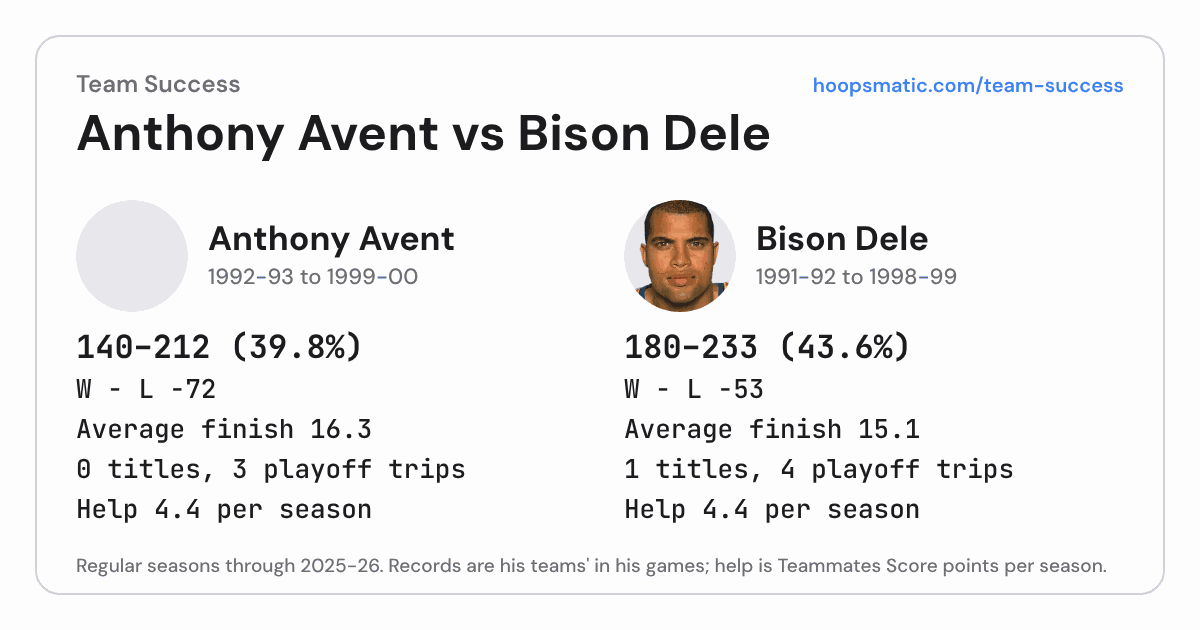 Team Success
hoopsmatic.com/team-success
Anthony Avent vs Bison Dele
Anthony Avent
1992-93 to 1999-00
140-212 (39.8%)
W - L -72
Average finish 16.3
0 titles, 3 playoff trips
Help 4.4 per season
Bison Dele
1991-92 to 1998-99
180-233 (43.6%)
W - L -53
Average finish 15.1
1 titles, 4 playoff trips
Help 4.4 per season
Regular seasons through 2025-26. Records are his teams' in his games; help is Teammates Score points per season.